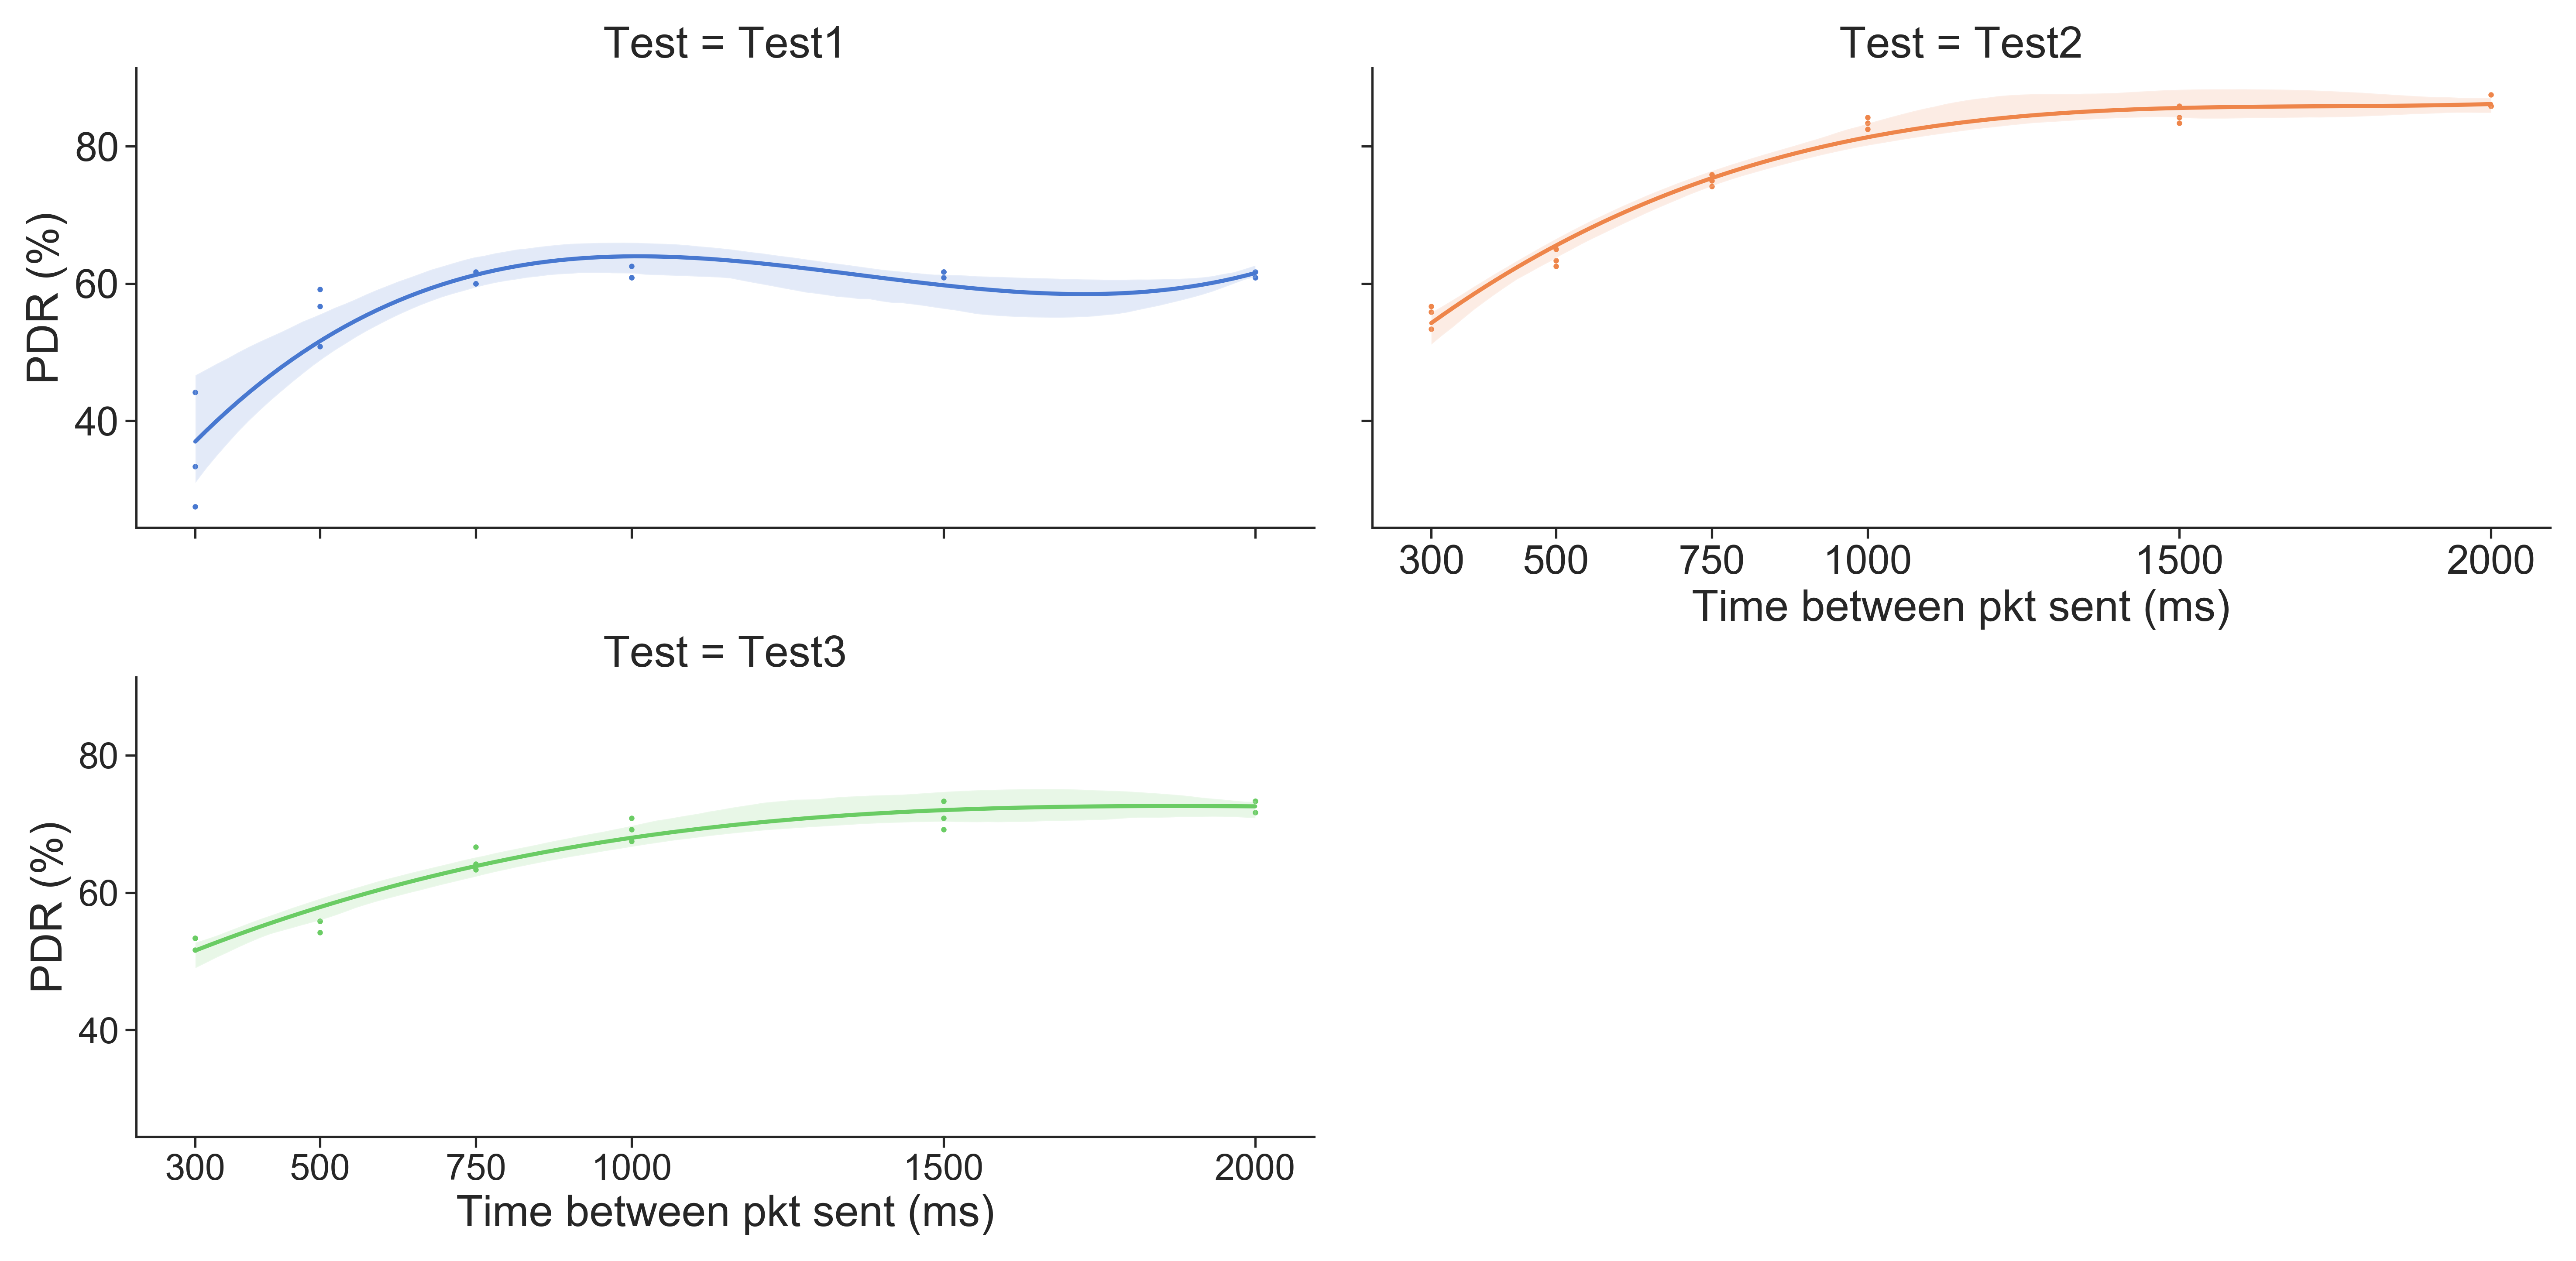 Test = Test1
PDR (%)
80
60
40
Test = Test2
300 500 750 1000 1500 2000
Time between pkt sent (ms)
Test = Test3
PDR (%)
80
60
40
300 500 750 1000 1500 2000
Time between pkt sent (ms)